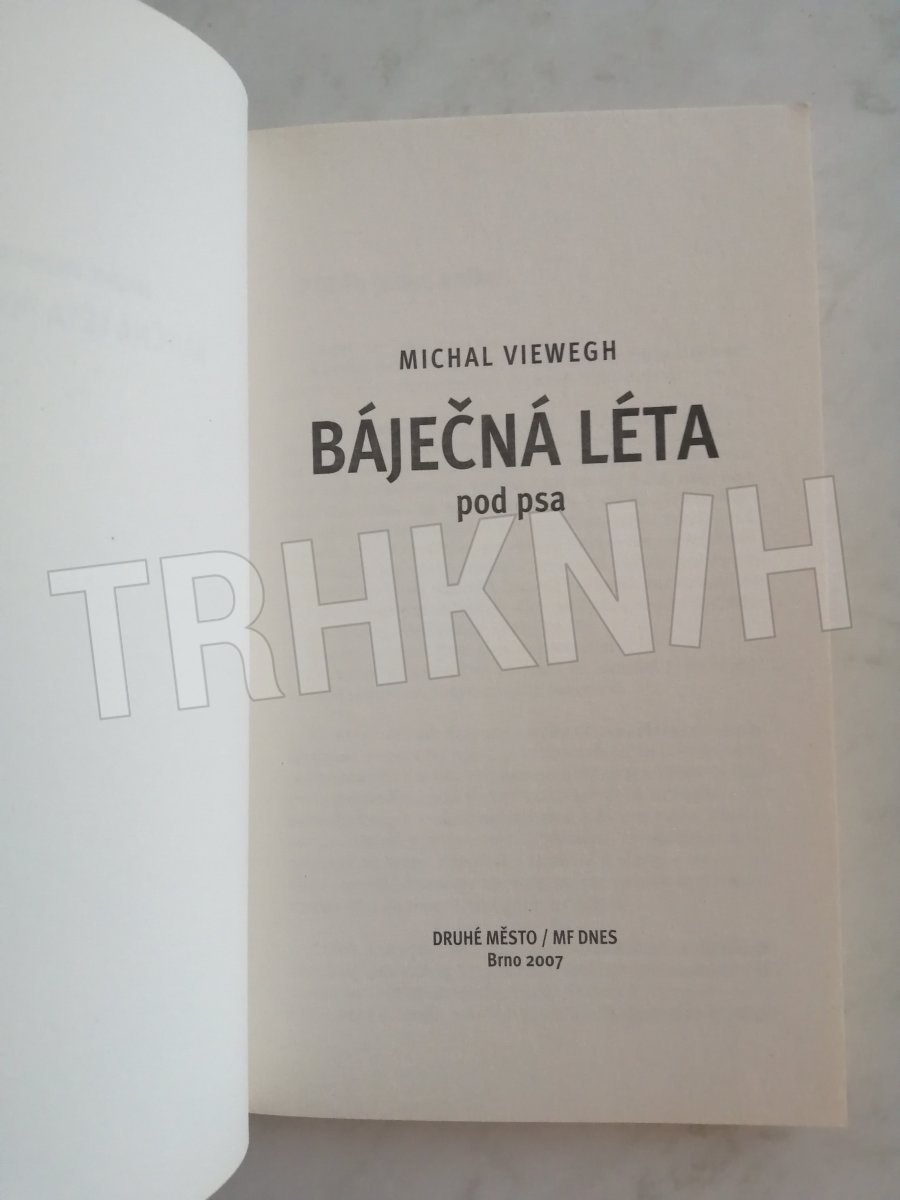 MICHAL VIEWEGH
BÁJEČNÁ LÉTA
pod psa
TRHKNIH
DRUHÉ MĚSTO / MF DNES
Brno 2007